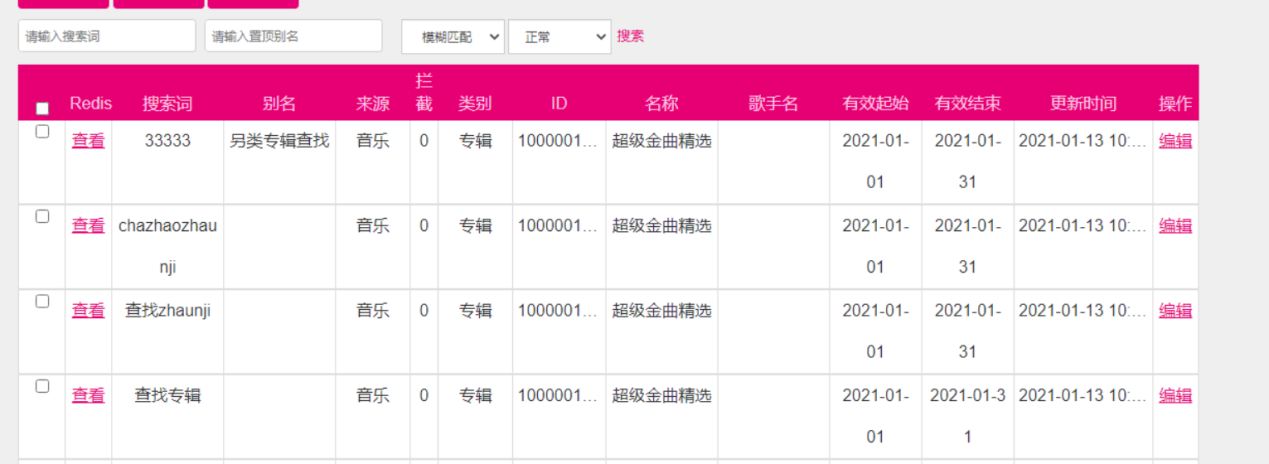 请输入搜索词 请输入置顶别名 模糊匹配 正常 搜索
Redis 搜索词 别名 来源 拦截 类别 ID 名称 歌手名 有效起始 有效结束 更新时间 操作
查看 33333 另类专辑查找 音乐 0 专辑 1000001... 超级金曲精选 2021-01- 2021-01- 2021-01-13 10:... 编辑
01 31
查看 chazhaozhau 音乐 0 专辑 1000001... 超级金曲精选 2021-01- 2021-01- 2021-01-13 10:... 编辑
nji 01 31
查看 查找zhaunji 音乐 0 专辑 1000001... 超级金曲精选 2021-01- 2021-01- 2021-01-13 10:... 编辑
01 31
查看 查找专辑 音乐 0 专辑 1000001... 超级金曲精选 2021-01- 2021-01-3 2021-01-13 10:... 编辑
01 1